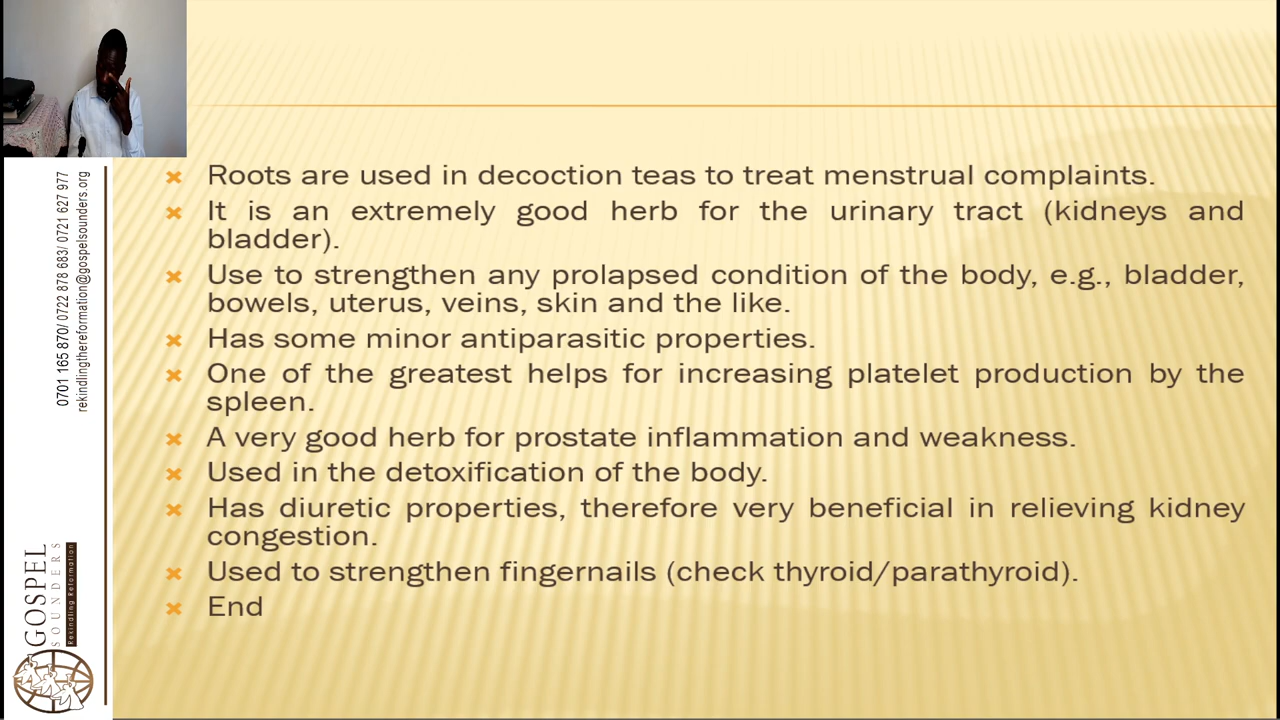 Roots are used in decoction teas to treat menstrual complaints.
It is an extremely good herb for the urinary tract (kidneys and
bladder).
Use to strengthen any prolapsed condition of the body, e.g., bladder,
bowels, uterus, veins, skin and the like.
Has some minor antiparasitic properties.
One of the greatest helps for increasing platelet production by the
spleen.
A very good herb for prostate inflammation and weakness.
Used in the detoxification of the body.
Has diuretic properties, therefore very beneficial in relieving kidney
congestion.
Used to strengthen fingernails (check thyroid/parathyroid).
End
0701 165 870/ 0722 878 683/ 0721 627 977
rekindlingthereformation@gospelsounders.org
GOSPEL
SOUNDERS
Rekindling Reformation